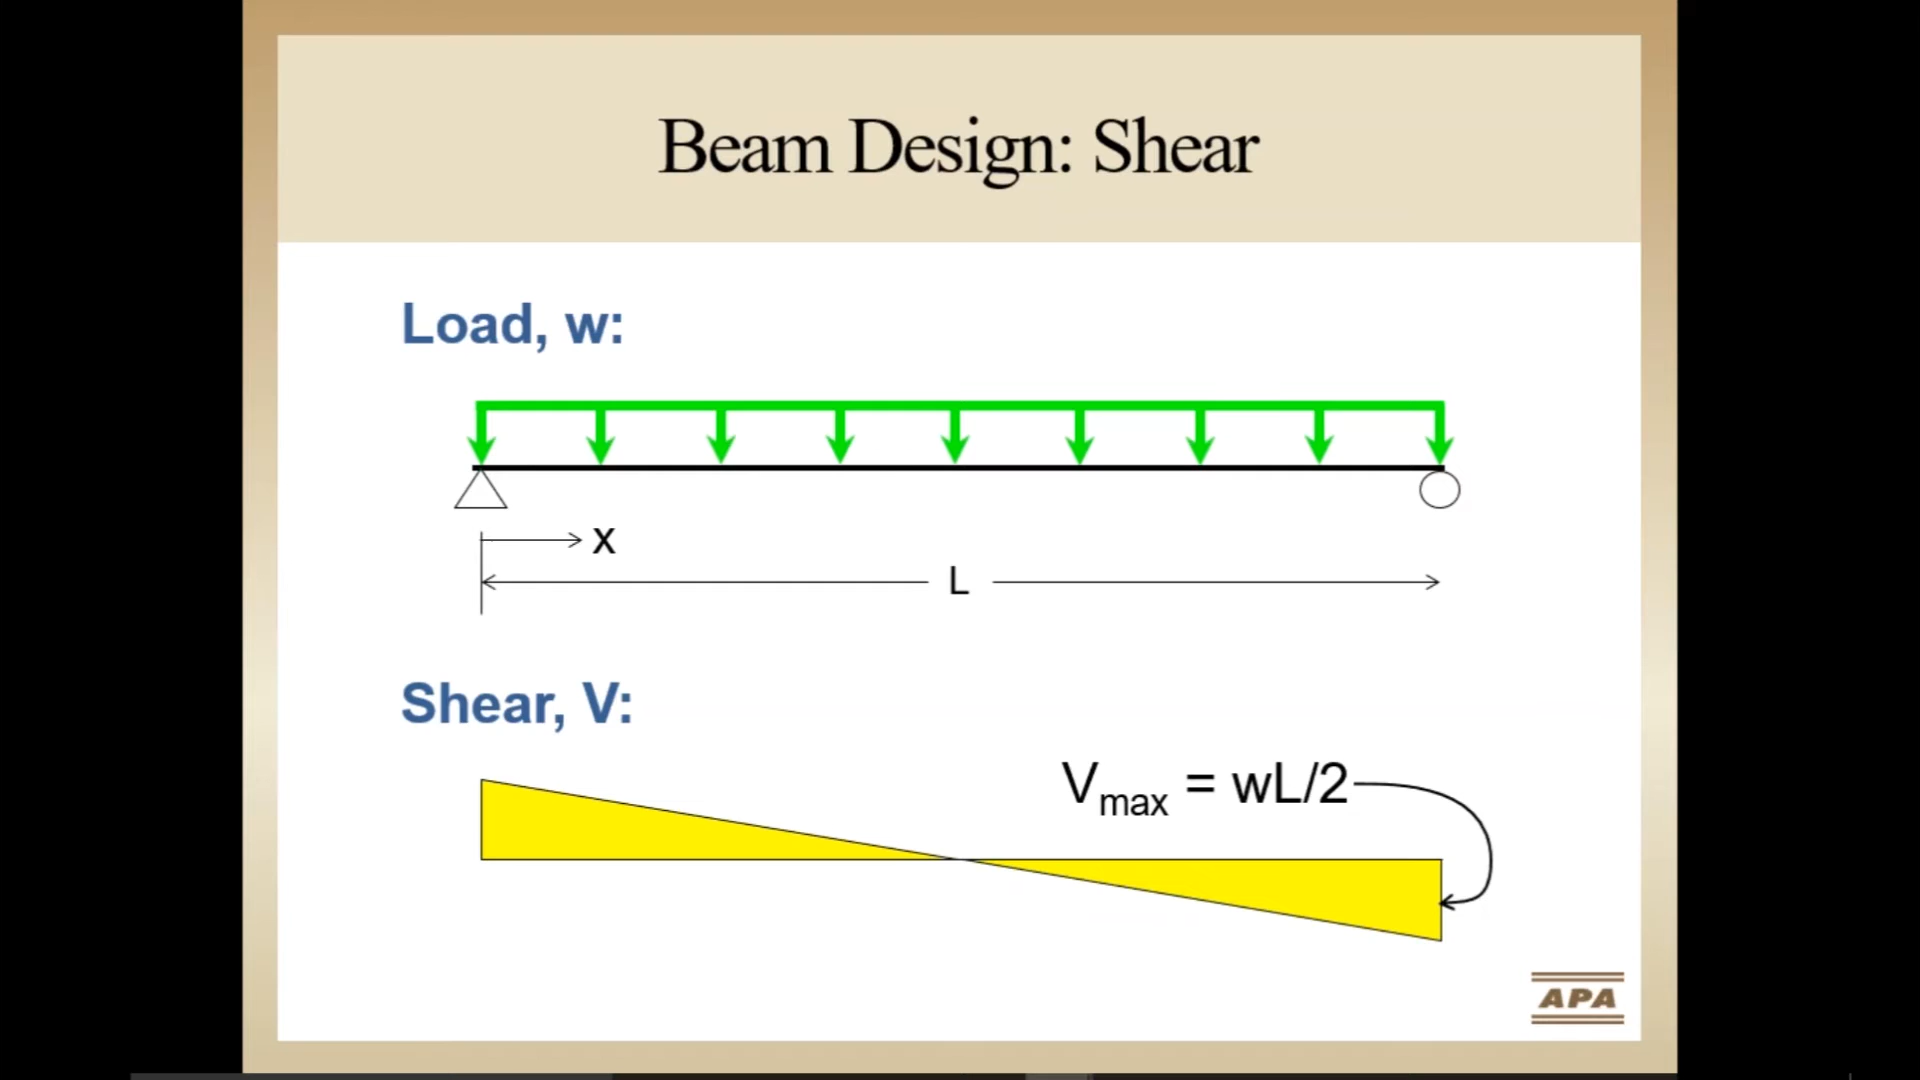 Beam Design: Shear
Load, w:
x
L
Shear, V:
Vmax = wL/2
APA